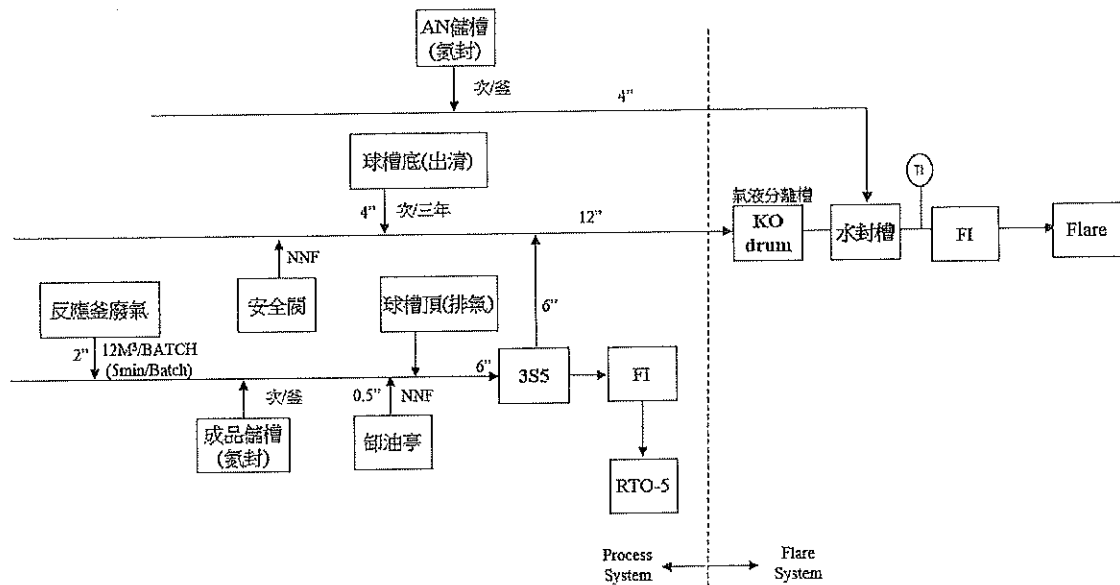 AN儲槽
(氮封)
次/釜
4"
球槽底(出清)
4"
次/三年
12"
氣液分離槽
KO
drum
水封槽
TI
FI
Flare
NNF
安全閥
反應釜廢氣
2"
12M³/BATCH
(5min/Batch)
球槽頂(排氣)
6"
6"
3S5
FI
次/釜
0.5"
NNF
成品儲槽
(氮封)
卸油亭
RTO-5
Process
System
Flare
System